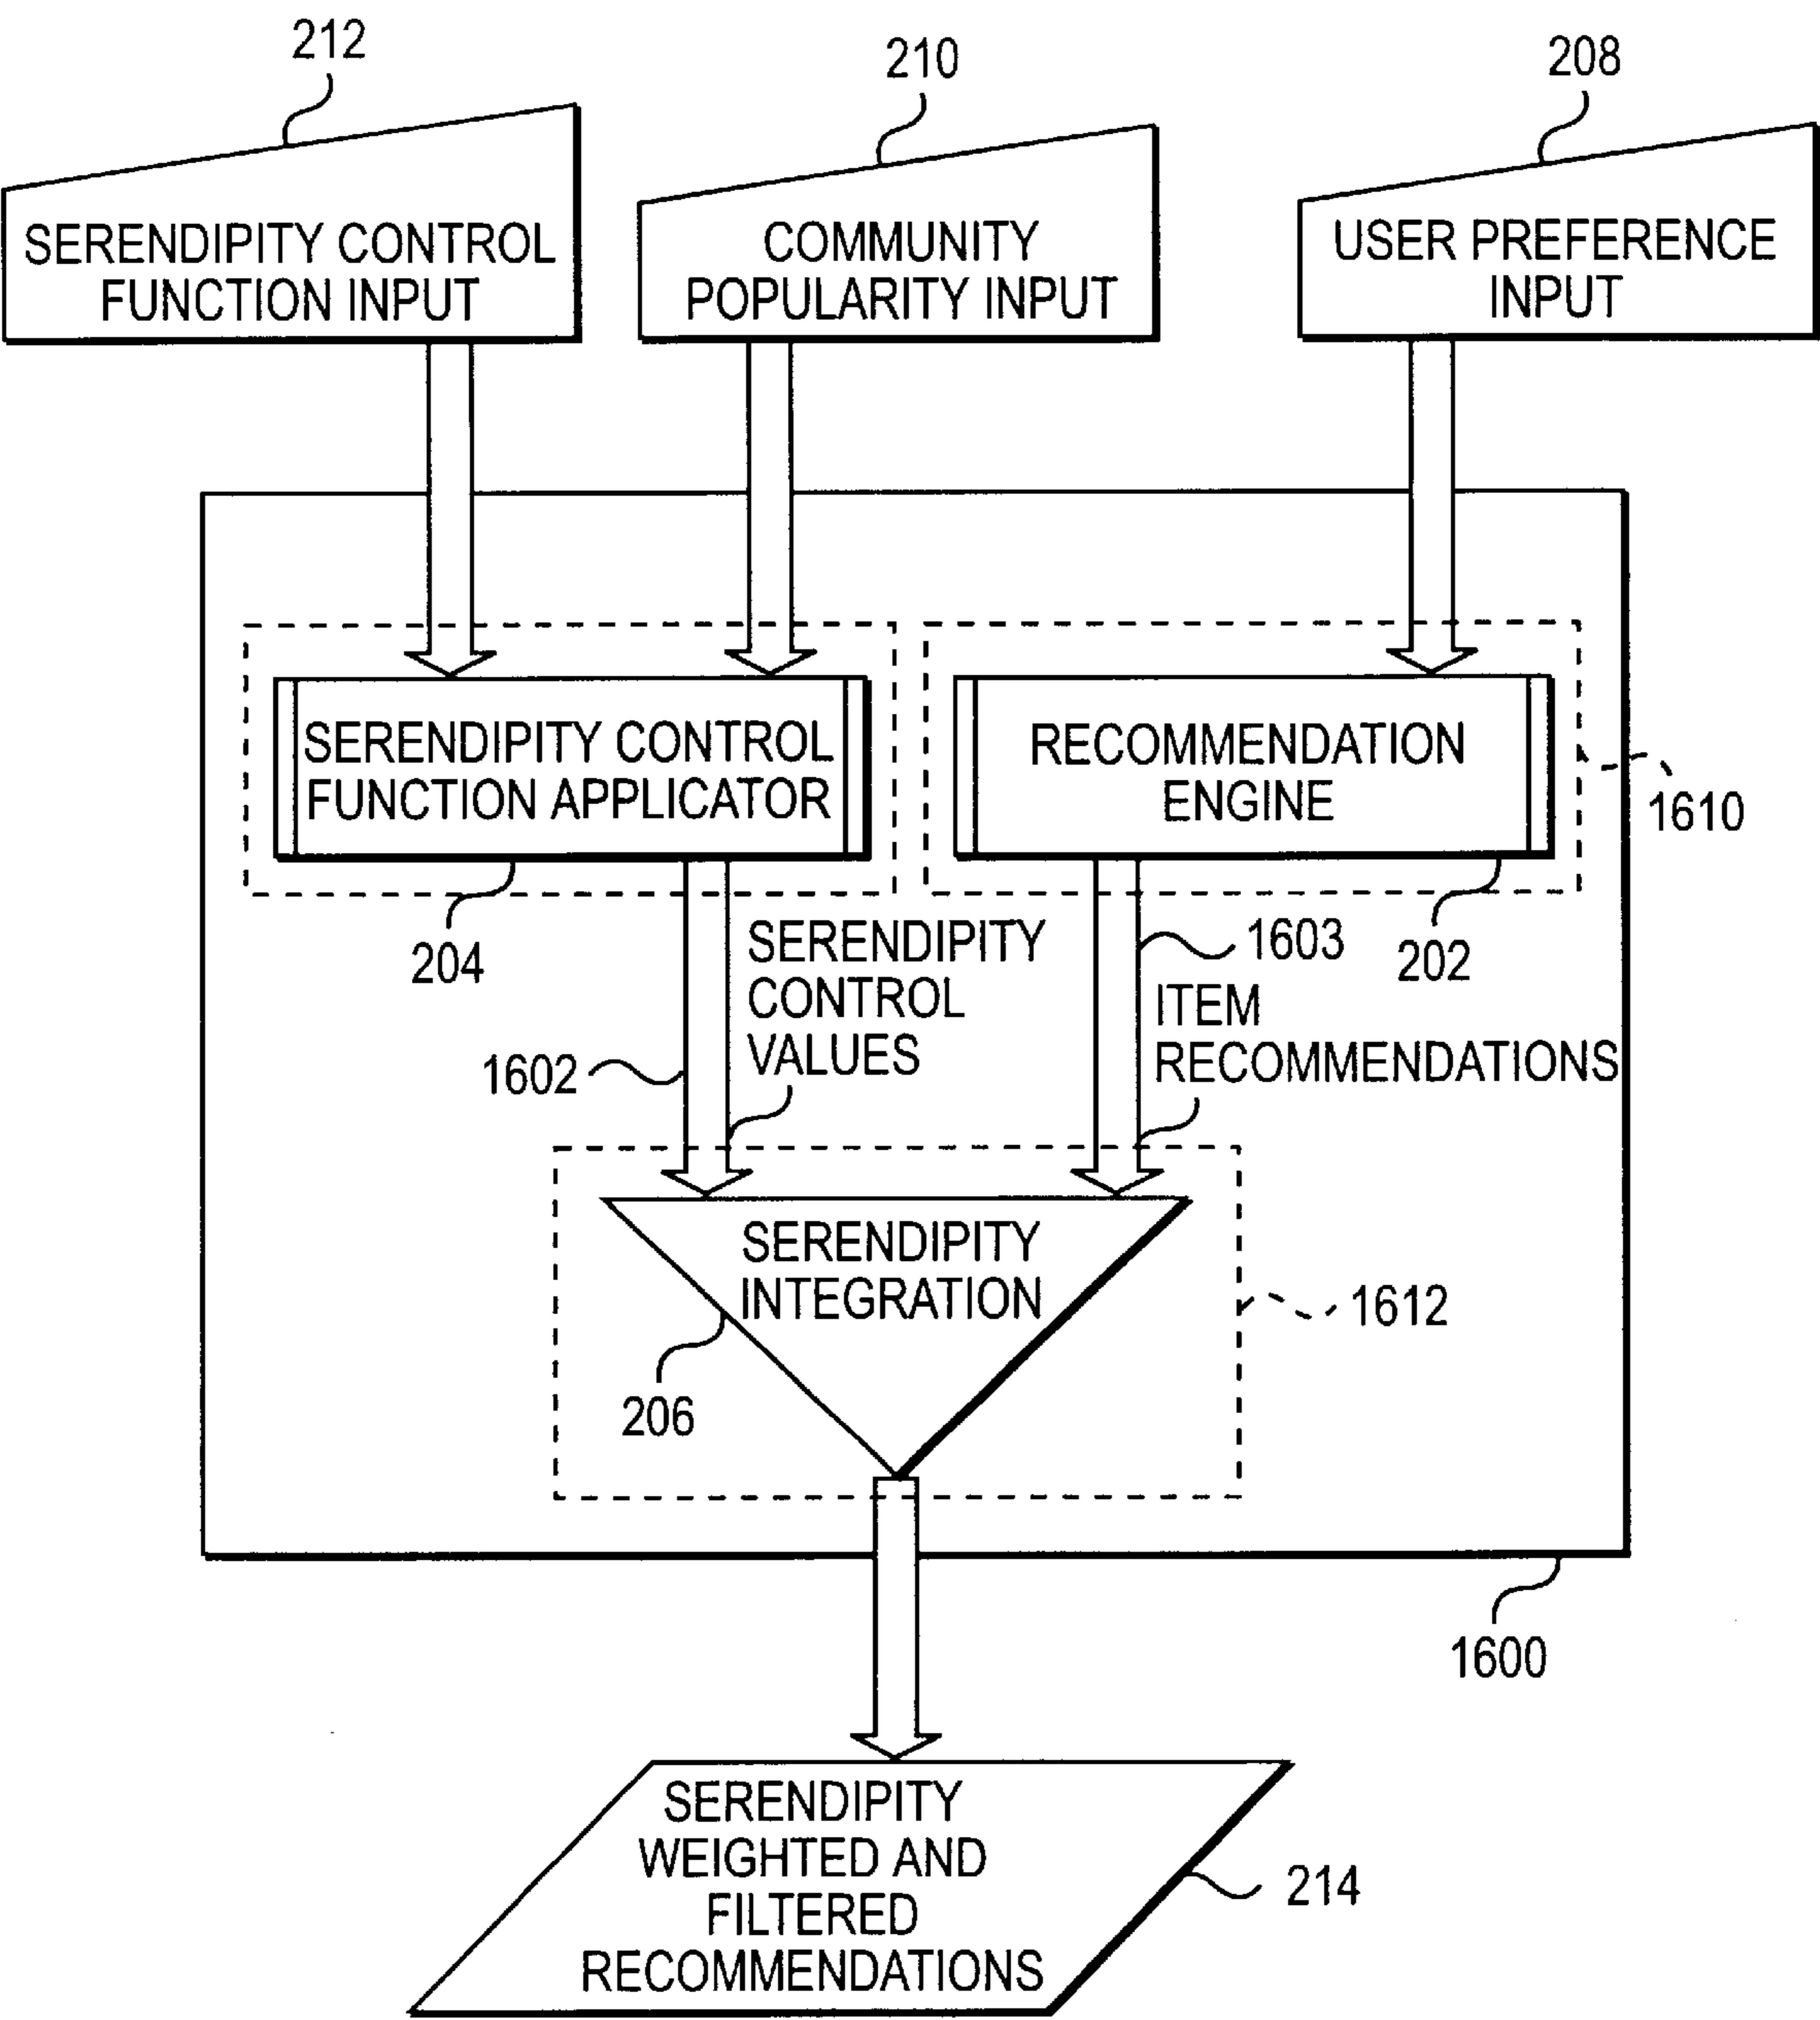 212
210
208
SERENDIPITY CONTROL
FUNCTION INPUT
COMMUNITY
POPULARITY INPUT
USER PREFERENCE
INPUT
SERENDIPITY CONTROL
FUNCTION APPLICATOR
RECOMMENDATION
ENGINE
1610
204
SERENDIPITY
CONTROL
VALUES
1603
202
ITEM
RECOMMENDATIONS
1602
SERENDIPITY
INTEGRATION
1612
206
1600
SERENDIPITY
WEIGHTED AND
FILTERED
RECOMMENDATIONS
214